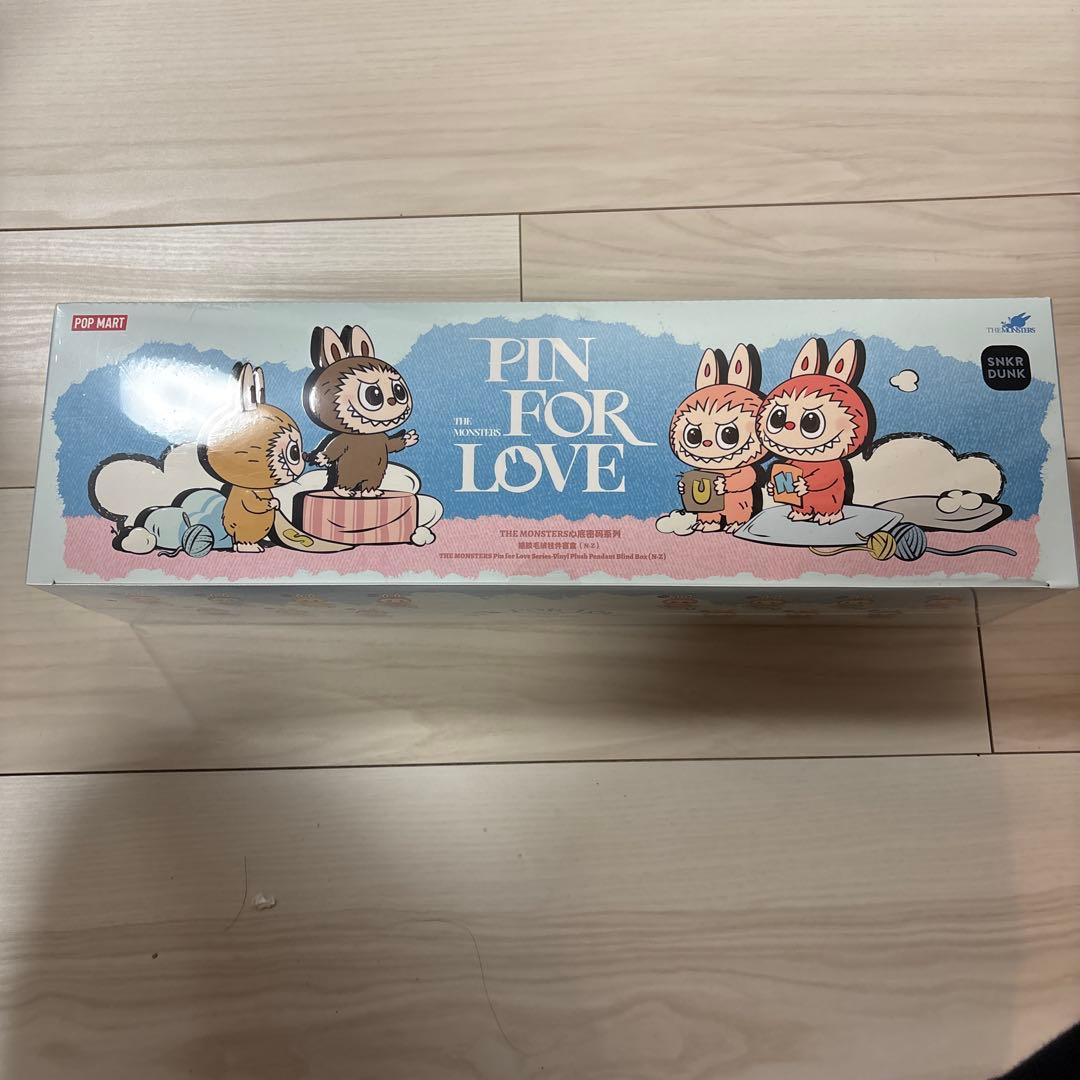 POP MART
PIN
FOR
LOVE
THE
MONSTERS
THE MONSTERS
SNKR
DUNK
U
N
S
THE MONSTERS心底密码系列
搪胶毛绒挂件盲盒（N-Z）
THE MONSTERS Pin for Love Series-Vinyl Plush Pendant Blind Box (N-Z)